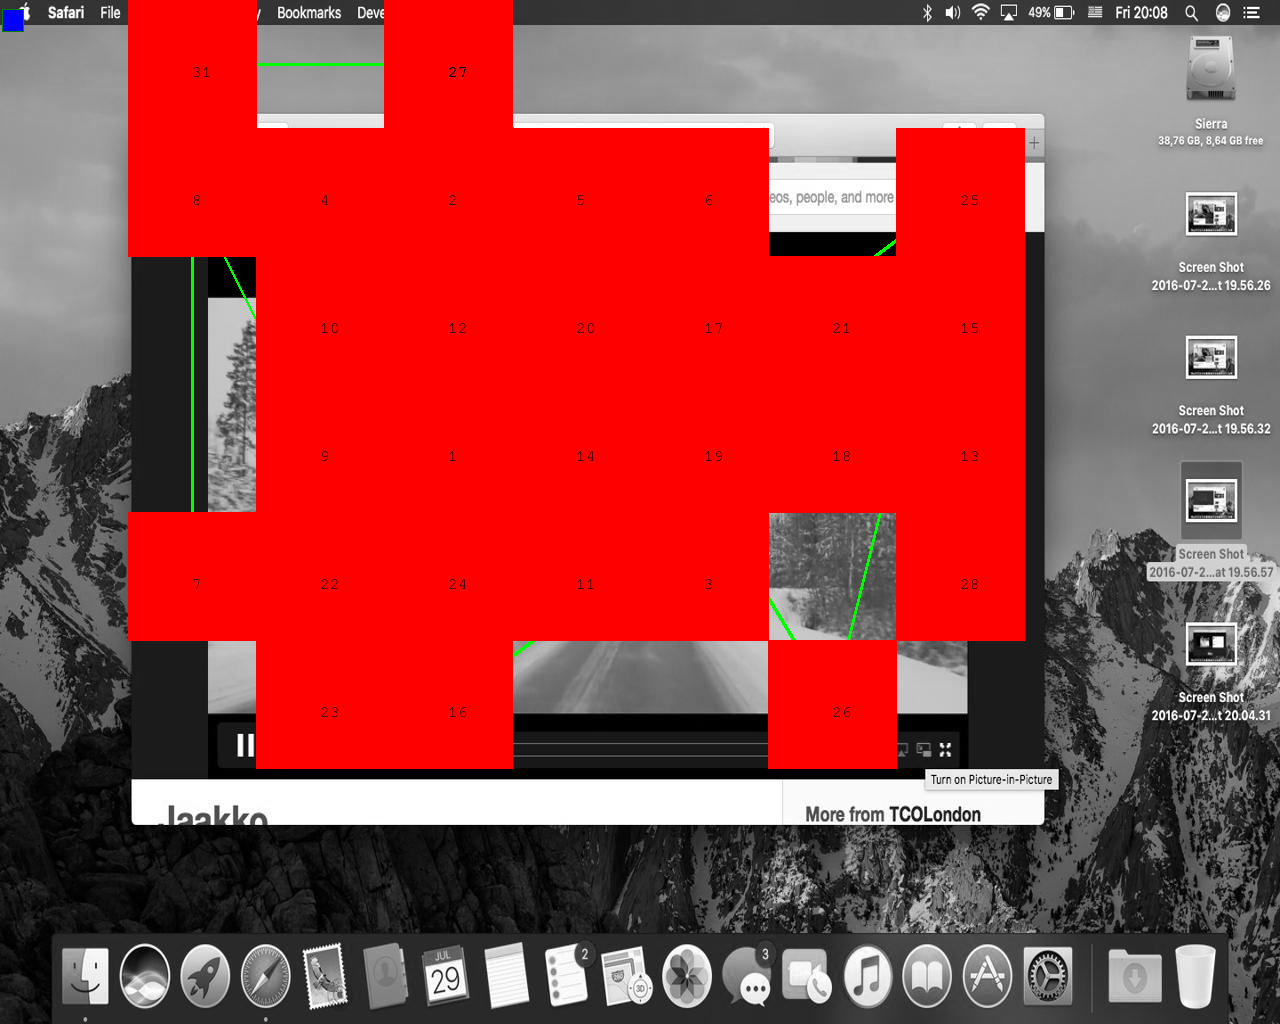 Safari File Bookmarks 49% Fri 20:08
31 27
Sierra
38,76 GB, 8,64 GB free
8 4 2 5 6 25
eos, people, and more
Screen Shot
2016-07-2...t 19.56.26
10 12 20 17 21 15
Screen Shot
2016-07-2...t 19.56.32
9 1 14 19 18 13
Screen Shot
2016-07-2...at 19.56.57
7 22 24 11 3 28
Screen Shot
2016-07-2...t 20.04.31
23 16 26
Turn on Picture-in-Picture
Jaakko
More from TCOLondon
JUL
29
2
3D
3